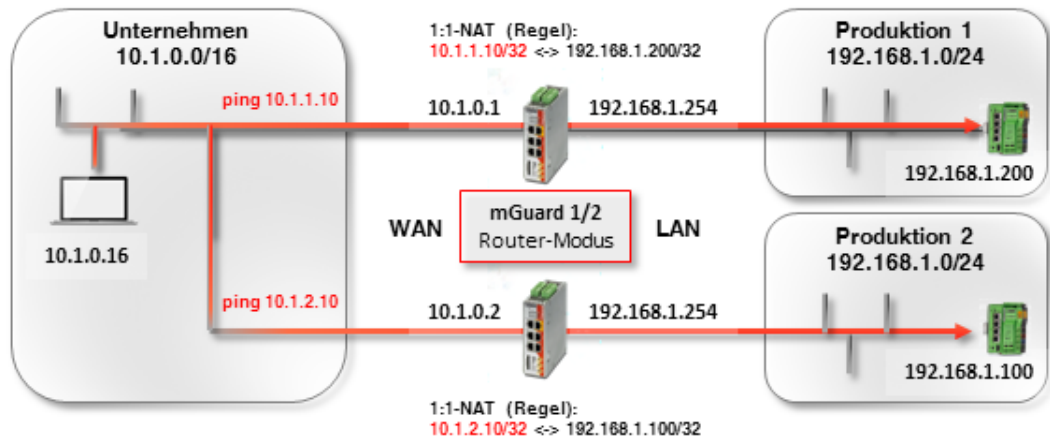 Unternehmen
10.1.0.0/16
1:1-NAT (Regel):
10.1.1.10/32 <-> 192.168.1.200/32
Produktion 1
192.168.1.0/24
ping 10.1.1.10
10.1.0.1
192.168.1.254
192.168.1.200
10.1.0.16
WAN
mGuard 1/2
Router-Modus
LAN
Produktion 2
192.168.1.0/24
ping 10.1.2.10
10.1.0.2
192.168.1.254
192.168.1.100
1:1-NAT (Regel):
10.1.2.10/32 <-> 192.168.1.100/32